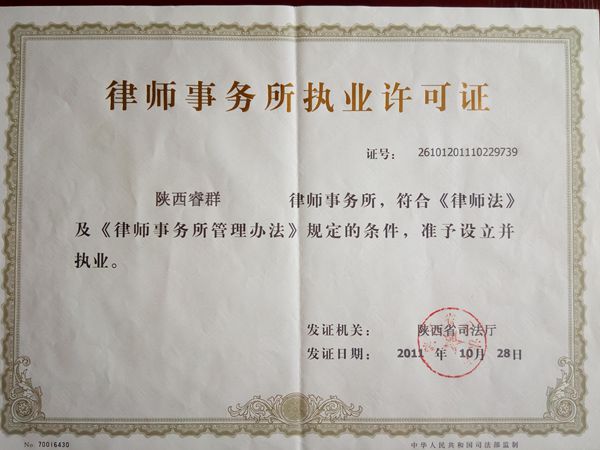 律师事务所执业许可证
证号： 26101201110229739
陕西睿群 律师事务所，符合《律师法》
及《律师事务所管理办法》规定的条件，准予设立并
执业。
发证机关： 陕西省司法厅
发证日期： 2011 年 10 月 28 日
No. 70016430
中华人民共和国司法部监制